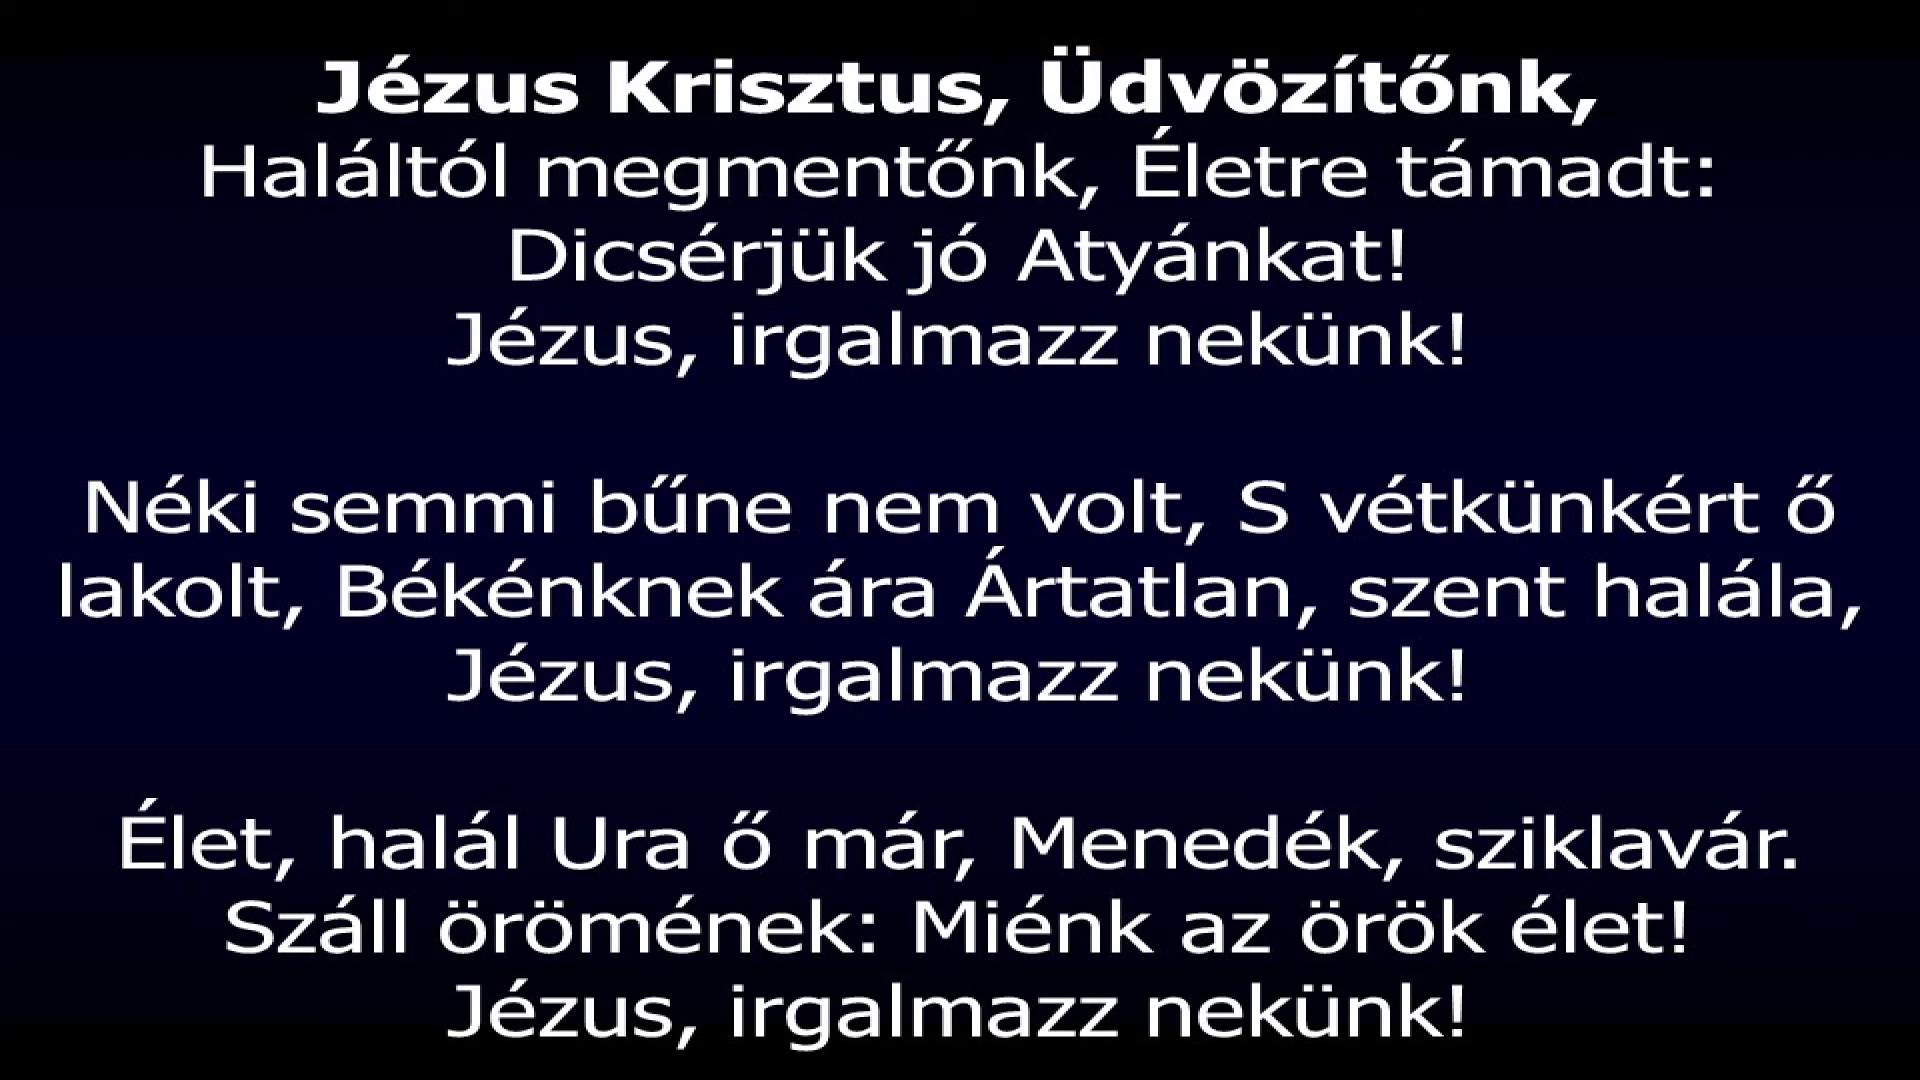 Jézus Krisztus, Üdvözítőnk,
Haláltól megmentőnk, Életre támadt:
Dicsérjük jó Atyánkat!
Jézus, irgalmazz nekünk!
Néki semmi bűne nem volt, S vétkünkért ő
lakolt, Békénknek ára Ártatlan, szent halála,
Jézus, irgalmazz nekünk!
Élet, halál Ura ő már, Menedék, sziklavár.
Száll örömének: Miénk az örök élet!
Jézus, irgalmazz nekünk!